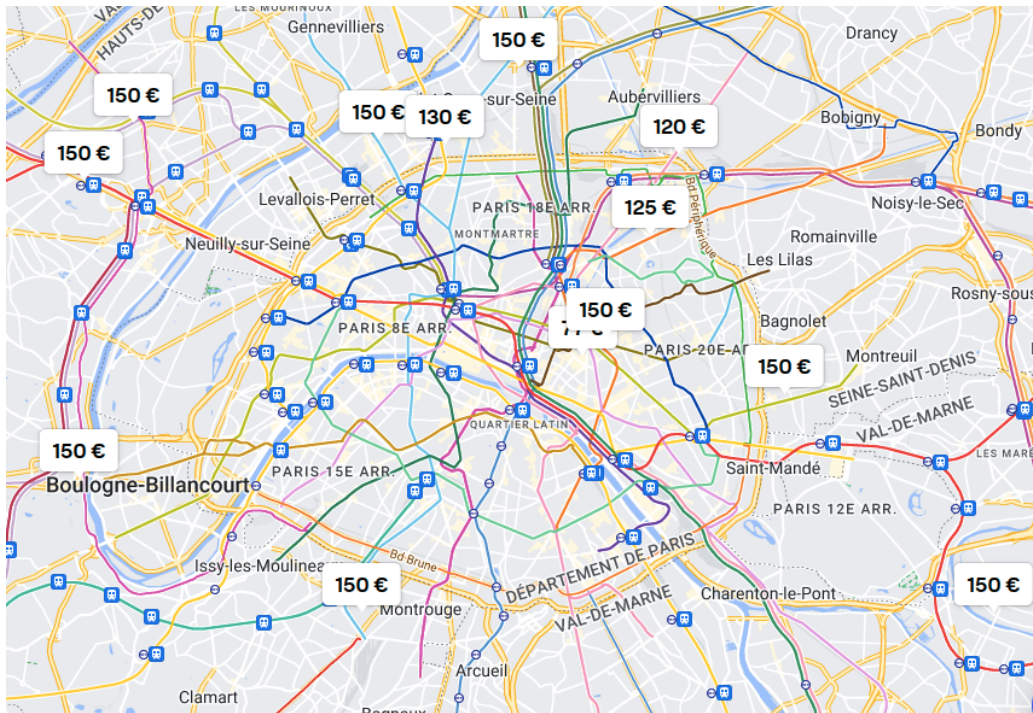 LES MOURINOUX
Gennevilliers
HAUTS-DE-
150 €
Drancy
150 €
Aubervilliers
150 €
130 €
-sur-Seine
120 €
Bobigny
Bondy
150 €
Levallois-Perret
PARIS 18E ARR.
125 €
Bd Périphérique
Noisy-le-Sec
MONTMARTRE
Neuilly-sur-Seine
Romainville
Les Lilas
Rosny-sous
150 €
PARIS 8E ARR.
Bagnolet
PARIS 20E
Montreuil
150 €
SEINE-SAINT-DENIS
VAL-DE-MARNE
QUARTIER LATIN
150 €
PARIS 15E ARR.
Saint-Mandé
LES MAR
Boulogne-Billancourt
PARIS 12E ARR.
Bd Brune
DÉPARTEMENT DE PARIS
Issy-les-Moulinea
150 €
VAL-DE-MARNE
Charenton-le-Pont
150 €
Montrouge
Arcueil
Clamart